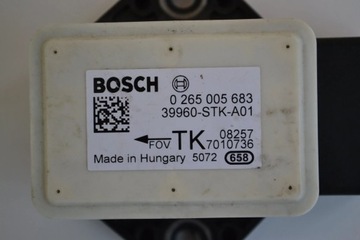 BOSCH
0 265 005 683
39960-STK-A01
FOV TK 08257
7010736
Made in Hungary 5072 658